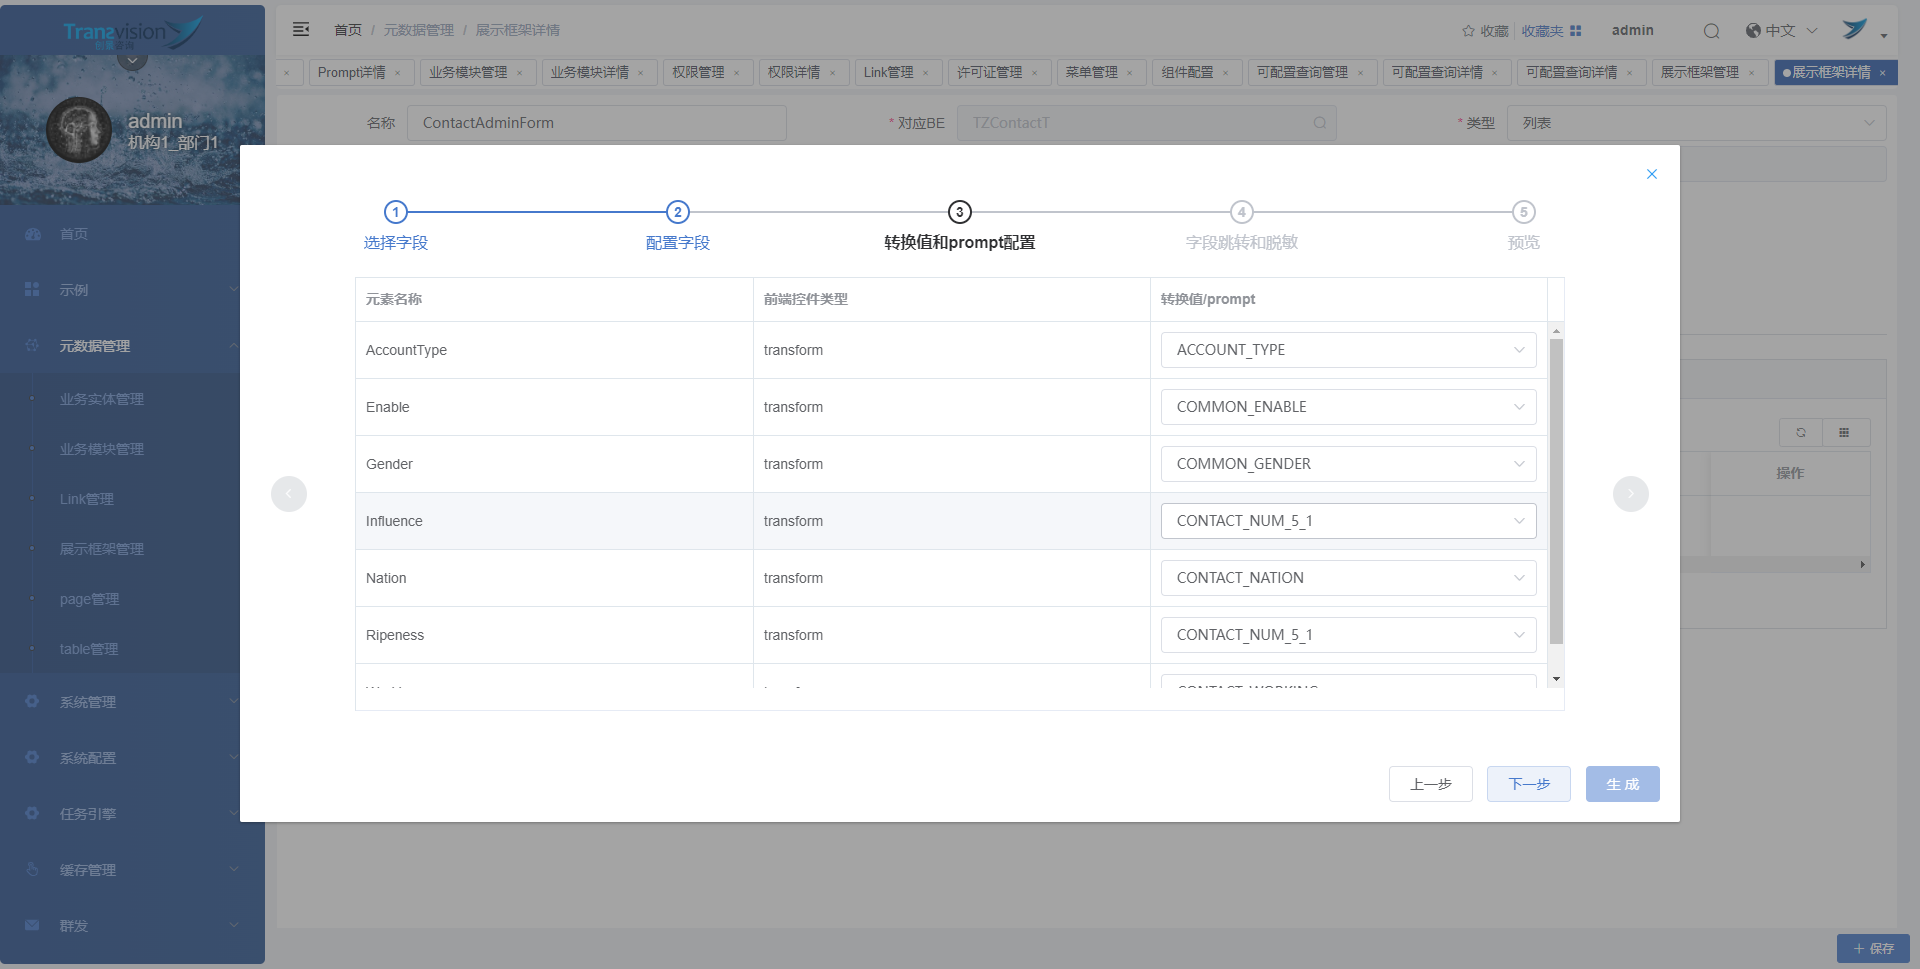 Tranzvision
创景咨询
admin
机构1_部门1
首页
示例
元数据管理
业务实体管理
业务模块管理
Link管理
展示框架管理
page管理
table管理
系统管理
系统配置
任务引擎
缓存管理
群发
首页 / 元数据管理 / 展示框架详情
收藏 收藏夹 admin 中文
Prompt详情 × 业务模块管理 × 业务模块详情 × 权限管理 × 权限详情 × Link管理 × 许可证管理 × 菜单管理 × 组件配置 × 可配置查询管理 × 可配置查询详情 × 可配置查询详情 × 展示框架管理 × 展示框架详情 ×
名称 ContactAdminForm * 对应BE TZContactT * 类型 列表
1 2 3 4 5
选择字段 配置字段 转换值和prompt配置 字段跳转和脱敏 预览
元素名称 前端控件类型 转换值/prompt
AccountType transform ACCOUNT_TYPE
Enable transform COMMON_ENABLE
Gender transform COMMON_GENDER
Influence transform CONTACT_NUM_5_1
Nation transform CONTACT_NATION
Ripeness transform CONTACT_NUM_5_1
操作
上一步 下一步 生成
+ 保存